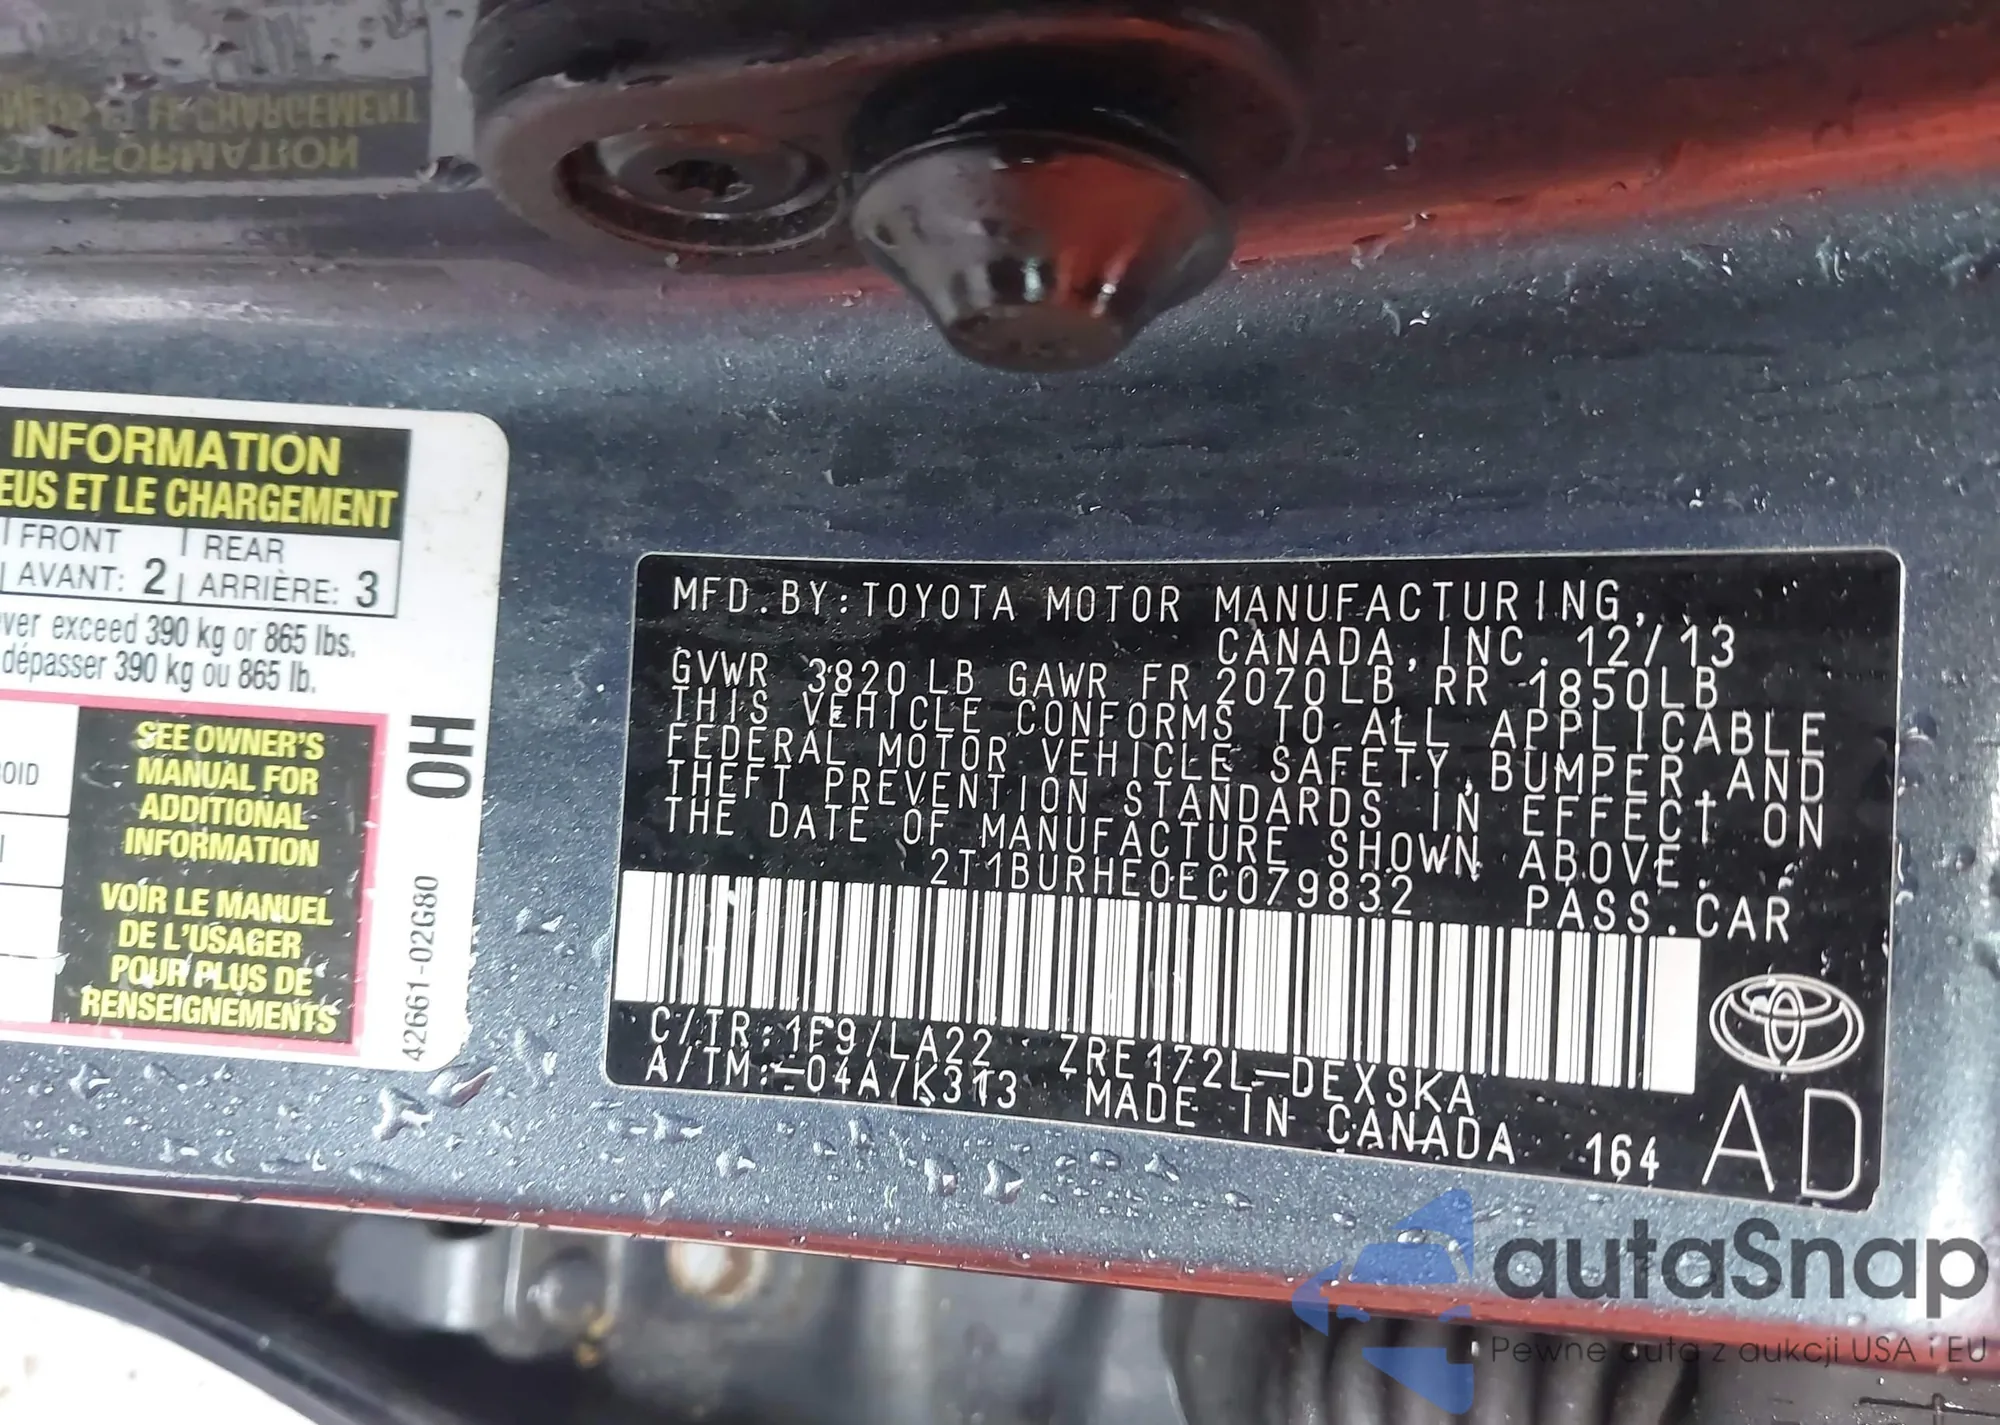 INFORMATION
EUS ET LE CHARGEMENT
FRONT REAR
AVANT: 2 ARRIÈRE: 3
ver exceed 390 kg or 865 lbs.
dépasser 390 kg ou 865 lb.
OID
SEE OWNER'S
MANUAL FOR
ADDITIONAL
INFORMATION
VOIR LE MANUEL
DE L'USAGER
POUR PLUS DE
RENSEIGNEMENTS
H0
42661-02G80
MFD.BY:TOYOTA MOTOR MANUFACTURING,
CANADA, INC. 12/13
GVWR 3820LB GAWR FR 2070LB RR 1850LB
THIS VEHICLE CONFORMS TO ALL APPLICABLE
FEDERAL MOTOR VEHICLE SAFETY, BUMPER, AND
THEFT PREVENTION STANDARDS IN EFFECT ON
THE DATE OF MANUFACTURE SHOWN ABOVE.
2T1BURHE0EC079832 PASS.CAR
C/TR:1F9/LA22 ZRE172L-DEXSKA
A/TM:-04A/K313 MADE IN CANADA 164
AD
autaSnap
Pewne auta z aukcji USA i EU